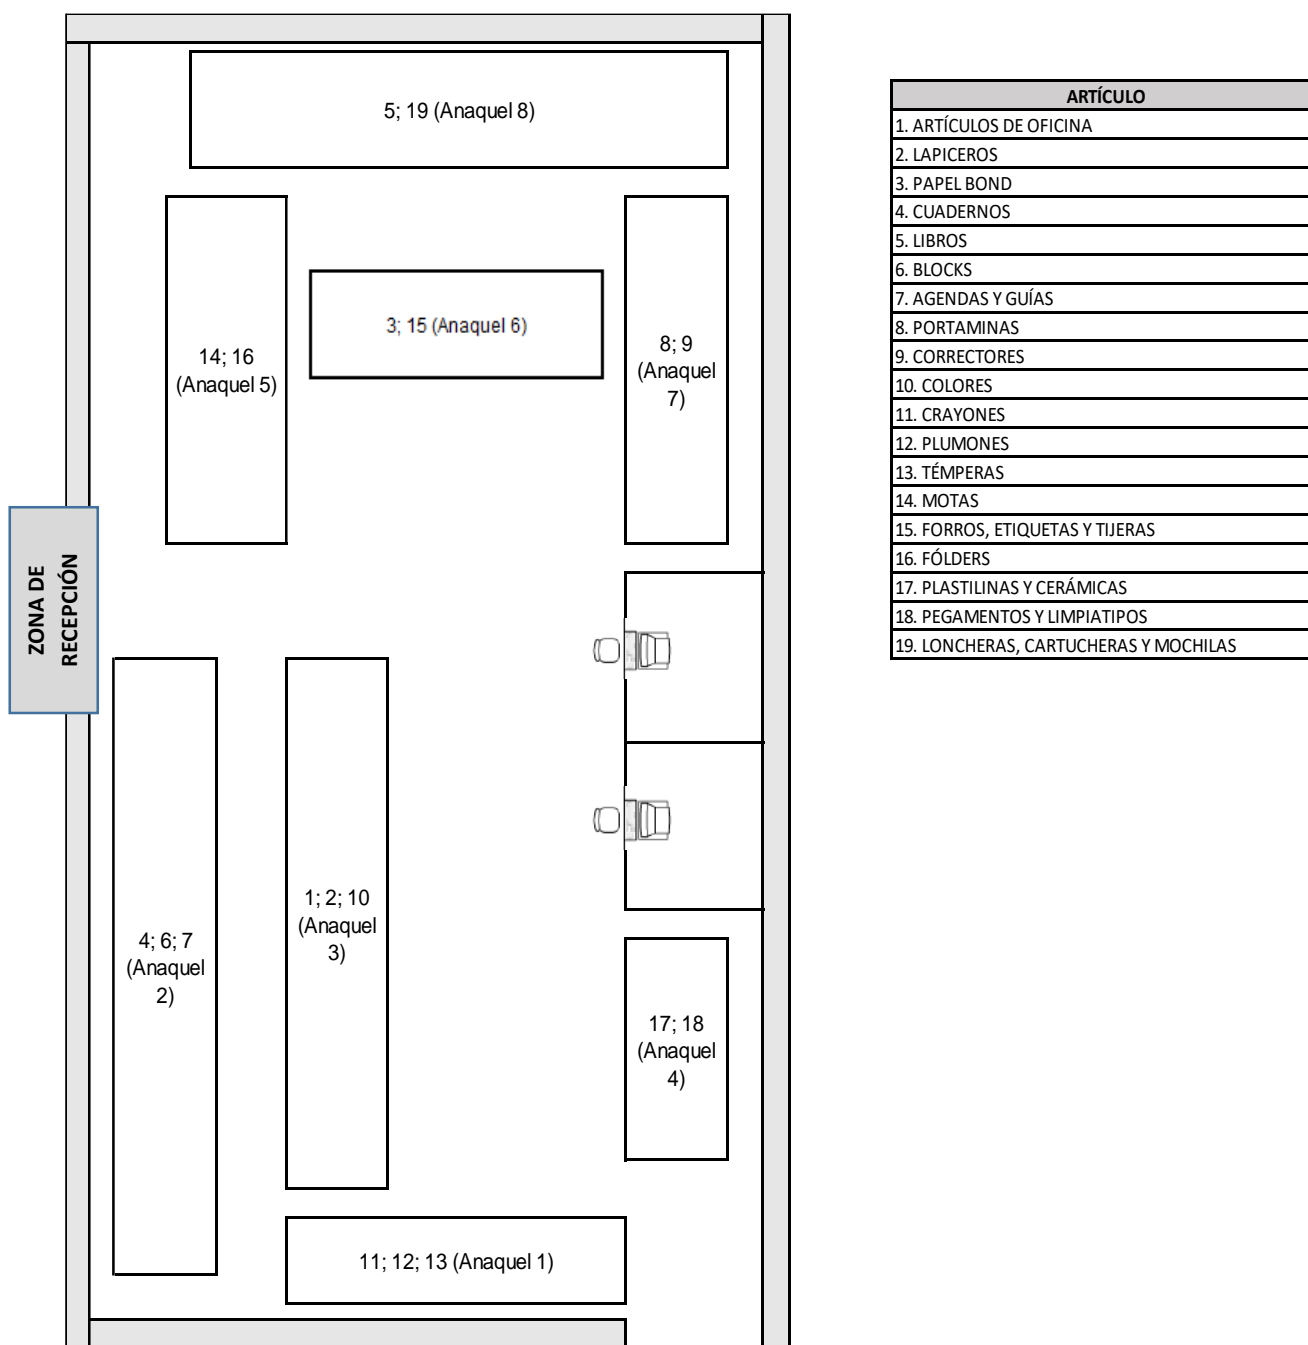 5; 19 (Anaquel 8)
14; 16
(Anaquel 5)
3; 15 (Anaquel 6)
8; 9
(Anaquel
7)
ZONA DE
RECEPCIÓN
4; 6; 7
(Anaquel
2)
1; 2; 10
(Anaquel
3)
17; 18
(Anaquel
4)
11; 12; 13 (Anaquel 1)
ARTÍCULO
1. ARTÍCULOS DE OFICINA
2. LAPICEROS
3. PAPEL BOND
4. CUADERNOS
5. LIBROS
6. BLOCKS
7. AGENDAS Y GUÍAS
8. PORTAMINAS
9. CORRECTORES
10. COLORES
11. CRAYONES
12. PLUMONES
13. TÉMPERAS
14. MOTAS
15. FORROS, ETIQUETAS Y TIJERAS
16. FÓLDERS
17. PLASTILINAS Y CERÁMICAS
18. PEGAMENTOS Y LIMPIATIPOS
19. LONCHERAS, CARTUCHERAS Y MOCHILAS